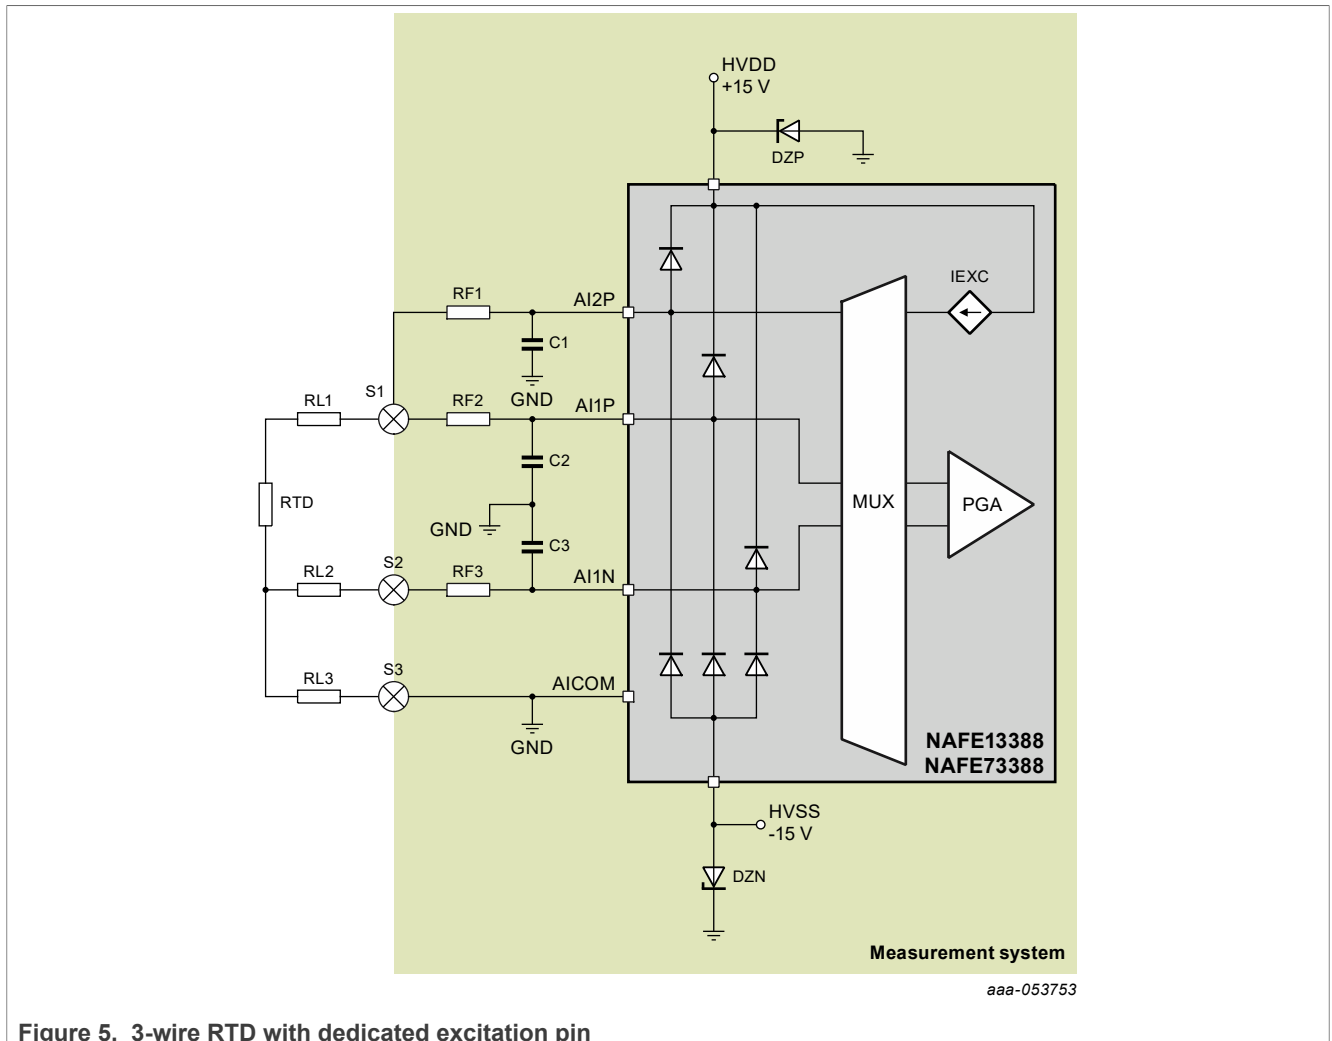 HVDD
+15 V
DZP
IEXC
RF1
AI2P
C1
GND
S1
RL1
RF2
AI1P
C2
RTD
GND
MUX
PGA
C3
S2
RL2
RF3
AI1N
S3
RL3
AICOM
GND
NAFE13388
NAFE73388
HVSS
-15 V
DZN
Measurement system
aaa-053753
Figure 5. 3-wire RTD with dedicated excitation pin